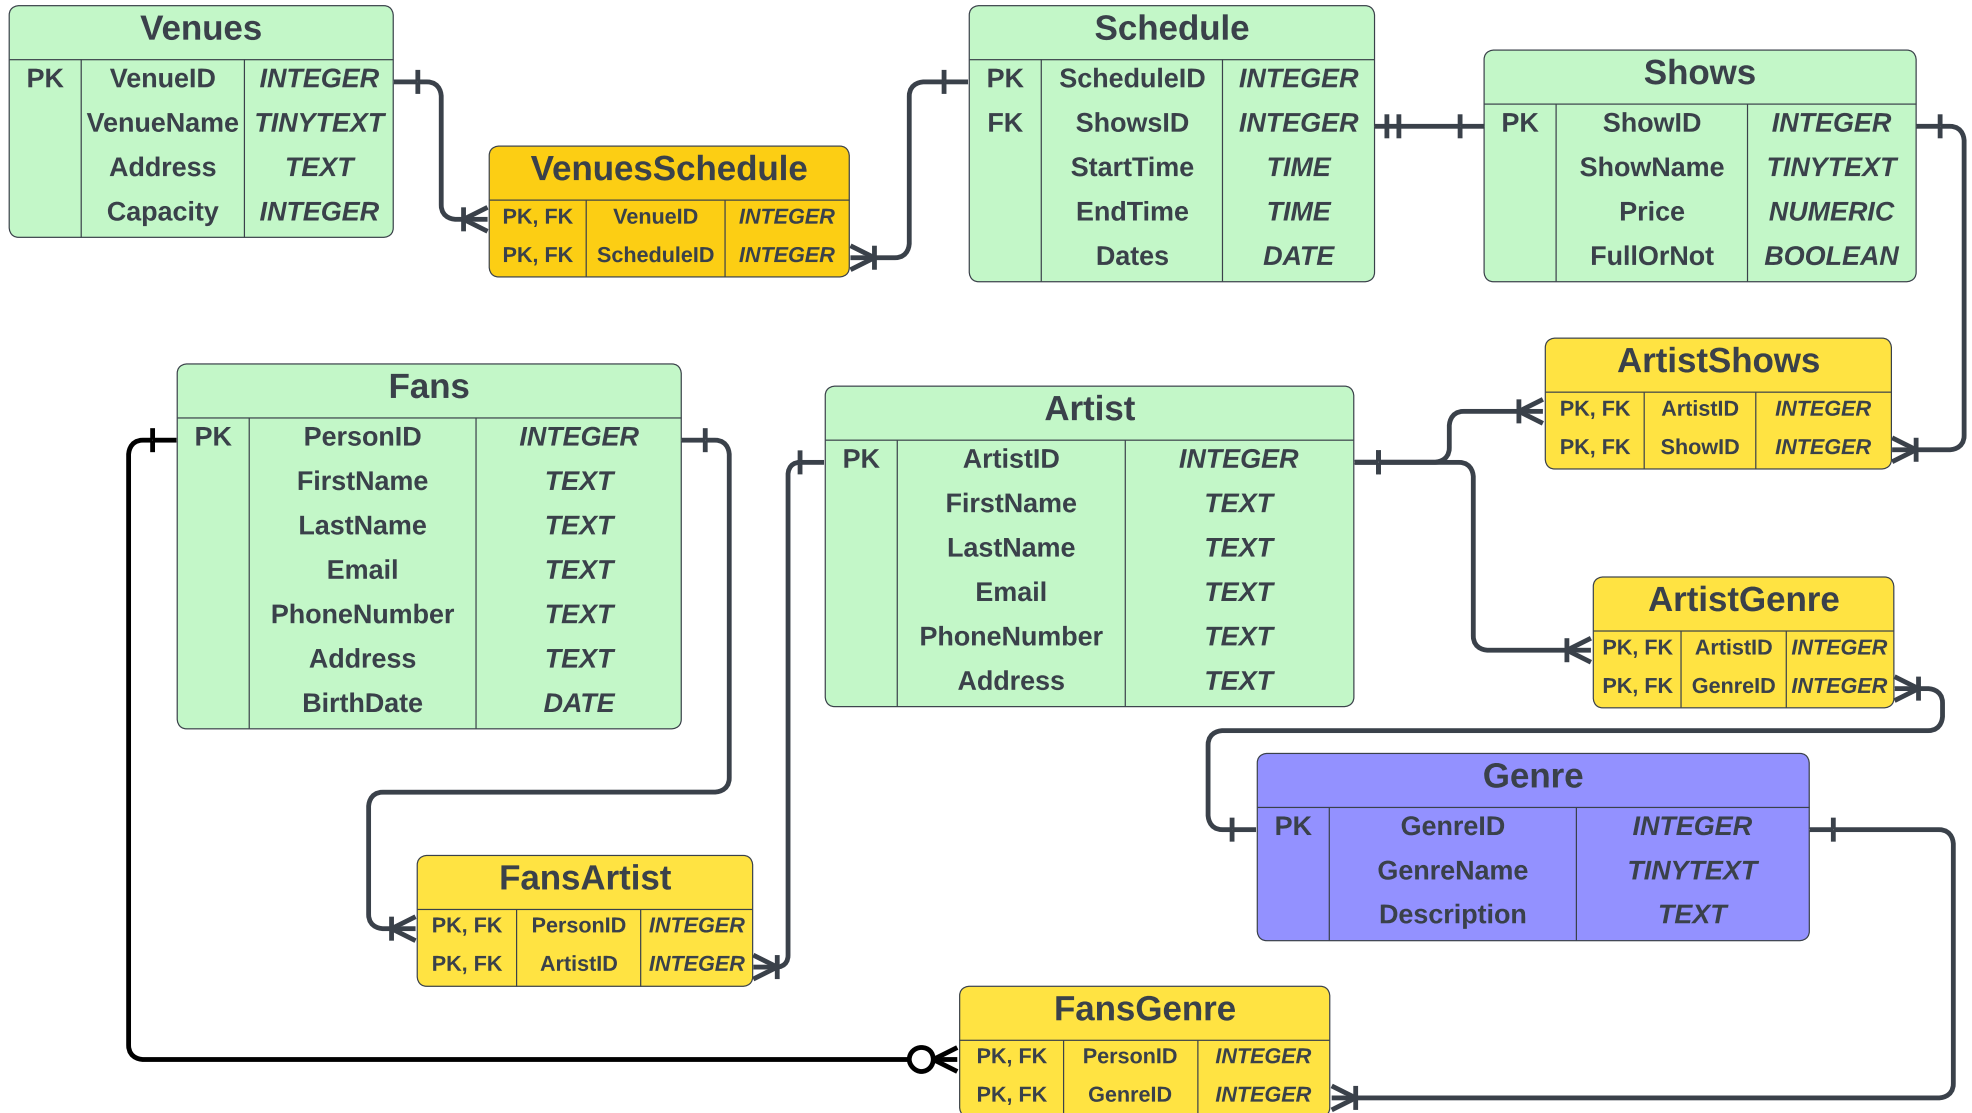 Venues
PK VenueID INTEGER
VenueName TINYTEXT
Address TEXT
Capacity INTEGER
VenuesSchedule
PK, FK VenueID INTEGER
PK, FK ScheduleID INTEGER
Schedule
PK ScheduleID INTEGER
FK ShowsID INTEGER
StartTime TIME
EndTime TIME
Dates DATE
Shows
PK ShowID INTEGER
ShowName TINYTEXT
Price NUMERIC
FullOrNot BOOLEAN
Fans
PK PersonID INTEGER
FirstName TEXT
LastName TEXT
Email TEXT
PhoneNumber TEXT
Address TEXT
BirthDate DATE
Artist
PK ArtistID INTEGER
FirstName TEXT
LastName TEXT
Email TEXT
PhoneNumber TEXT
Address TEXT
ArtistShows
PK, FK ArtistID INTEGER
PK, FK ShowID INTEGER
ArtistGenre
PK, FK ArtistID INTEGER
PK, FK GenreID INTEGER
Genre
PK GenreID INTEGER
GenreName TINYTEXT
Description TEXT
FansArtist
PK, FK PersonID INTEGER
PK, FK ArtistID INTEGER
FansGenre
PK, FK PersonID INTEGER
PK, FK GenreID INTEGER